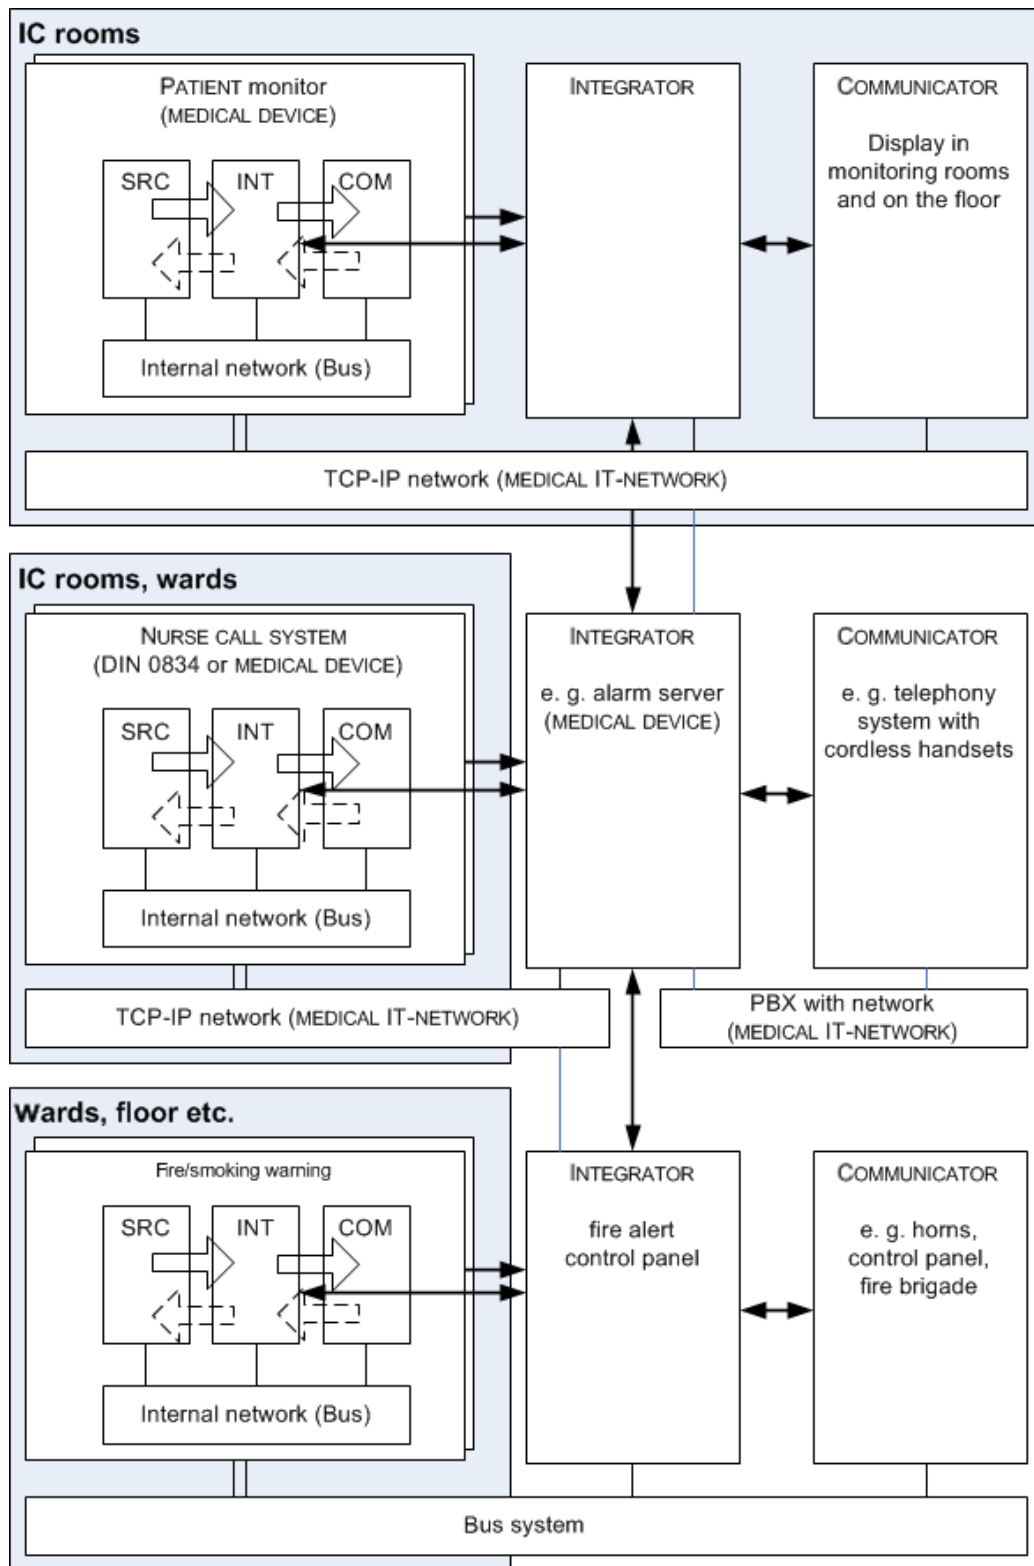 IC rooms
PATIENT monitor
(MEDICAL DEVICE)
SRC
INT
COM
Internal network (Bus)
INTEGRATOR
COMMUNICATOR
Display in
monitoring rooms
and on the floor
TCP-IP network (MEDICAL IT-NETWORK)
IC rooms, wards
NURSE CALL SYSTEM
(DIN 0834 or MEDICAL DEVICE)
SRC
INT
COM
Internal network (Bus)
INTEGRATOR
e. g. alarm server
(MEDICAL DEVICE)
COMMUNICATOR
e. g. telephony
system with
cordless handsets
TCP-IP network (MEDICAL IT-NETWORK)
PBX with network
(MEDICAL IT-NETWORK)
Wards, floor etc.
Fire/smoking warning
SRC
INT
COM
Internal network (Bus)
INTEGRATOR
fire alert
control panel
COMMUNICATOR
e. g. horns,
control panel,
fire brigade
Bus system